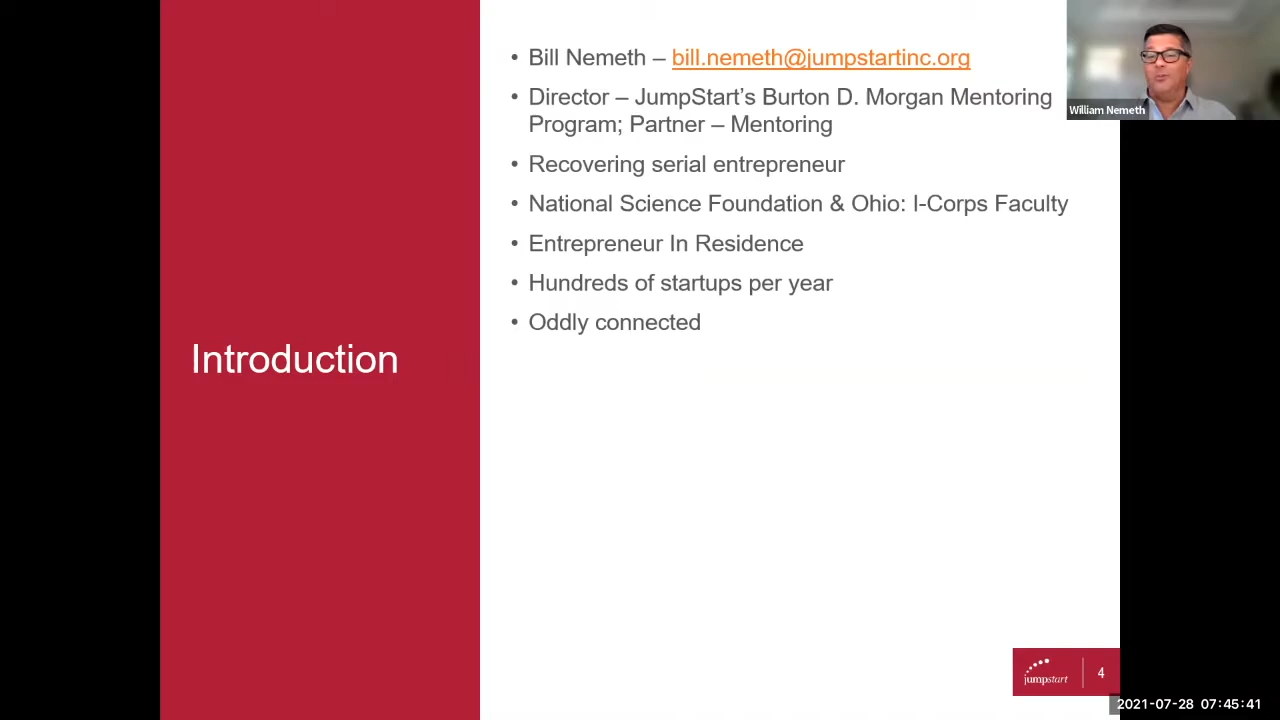 • Bill Nemeth – bill.nemeth@jumpstartinc.org
• Director – JumpStart’s Burton D. Morgan Mentoring
Program; Partner – Mentoring
• Recovering serial entrepreneur
• National Science Foundation & Ohio: I-Corps Faculty
• Entrepreneur In Residence
• Hundreds of startups per year
• Oddly connected
Introduction
William Nemeth
jumpstart
4
2021-07-28 07:45:41